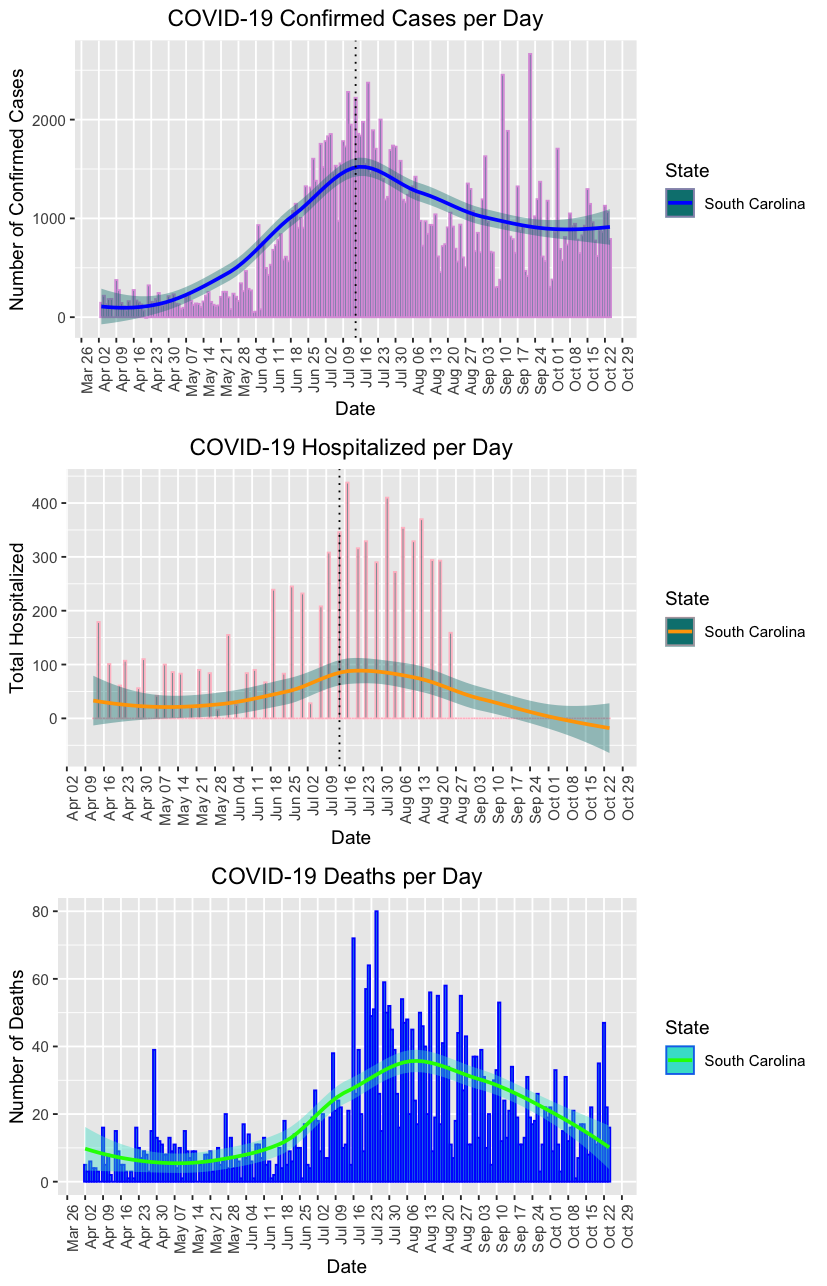 COVID-19 Confirmed Cases per Day
Number of Confirmed Cases
2000
1000
0
Mar 26
Apr 02
Apr 09
Apr 16
Apr 23
Apr 30
May 07
May 14
May 21
May 28
Jun 04
Jun 11
Jun 18
Jun 25
Jul 02
Jul 09
Jul 16
Jul 23
Jul 30
Aug 06
Aug 13
Aug 20
Aug 27
Sep 03
Sep 10
Sep 17
Sep 24
Oct 01
Oct 08
Oct 15
Oct 22
Oct 29
Date
State
South Carolina
COVID-19 Hospitalized per Day
Total Hospitalized
400
300
200
100
0
Apr 02
Apr 09
Apr 16
Apr 23
Apr 30
May 07
May 14
May 21
May 28
Jun 04
Jun 11
Jun 18
Jun 25
Jul 02
Jul 09
Jul 16
Jul 23
Jul 30
Aug 06
Aug 13
Aug 20
Aug 27
Sep 03
Sep 10
Sep 17
Sep 24
Oct 01
Oct 08
Oct 15
Oct 22
Oct 29
Date
State
South Carolina
COVID-19 Deaths per Day
Number of Deaths
80
60
40
20
0
Mar 26
Apr 02
Apr 09
Apr 16
Apr 23
Apr 30
May 07
May 14
May 21
May 28
Jun 04
Jun 11
Jun 18
Jun 25
Jul 02
Jul 09
Jul 16
Jul 23
Jul 30
Aug 06
Aug 13
Aug 20
Aug 27
Sep 03
Sep 10
Sep 17
Sep 24
Oct 01
Oct 08
Oct 15
Oct 22
Oct 29
Date
State
South Carolina